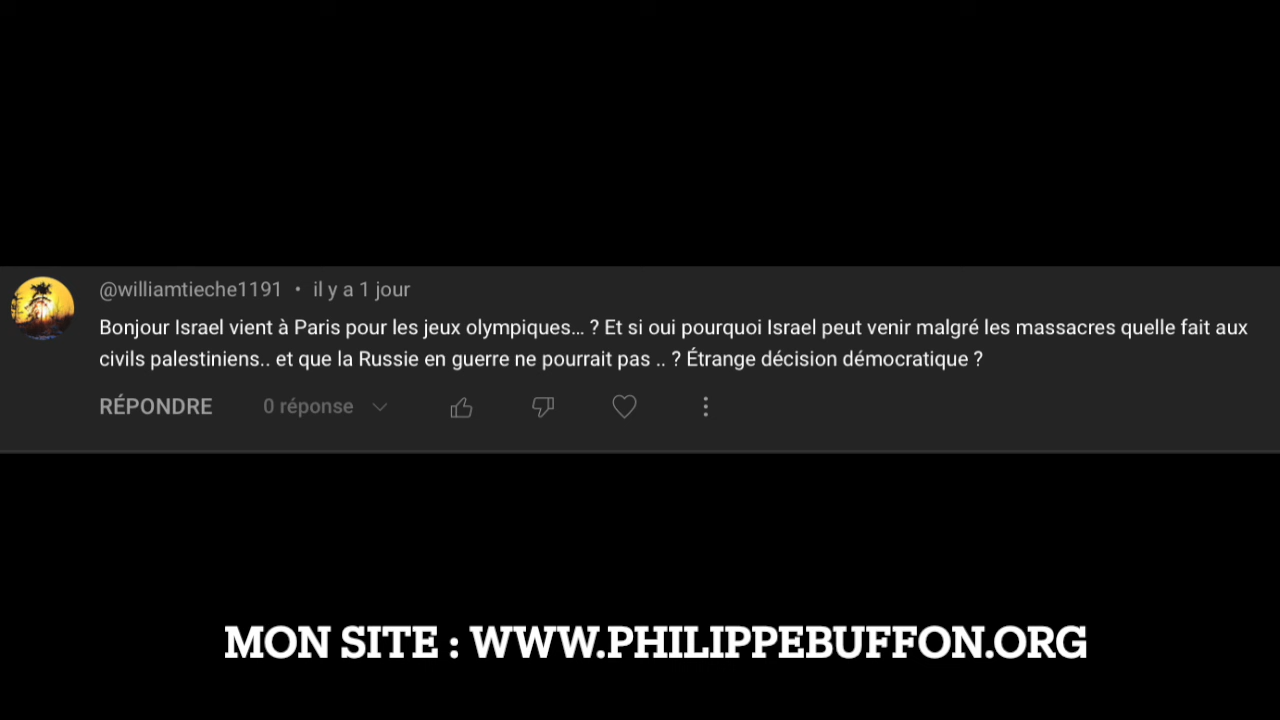 @williamtieche1191 • il y a 1 jour
Bonjour Israel vient à Paris pour les jeux olympiques... ? Et si oui pourquoi Israel peut venir malgré les massacres quelle fait aux
civils palestiniens.. et que la Russie en guerre ne pourrait pas .. ? Étrange décision démocratique ?
RÉPONDRE 0 réponse
MON SITE : WWW.PHILIPPEBUFFON.ORG